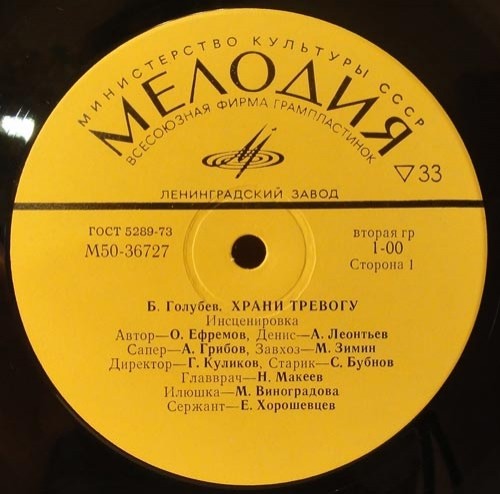 МИНИСТЕРСТВО КУЛЬТУРЫ СССР
МЕЛОДИЯ
ВСЕСОЮЗНАЯ ФИРМА ГРАМПЛАСТИНОК
▽33
ЛЕНИНГРАДСКИЙ ЗАВОД
ГОСТ 5289-73
М50-36727
вторая гр
1-00
Сторона 1
Б. Голубев. ХРАНИ ТРЕВОГУ
Инсценировка
Автор—О. Ефремов, Денис—А. Леонтьев
Сапер—А. Грибов, Завхоз—М. Зимин
Директор—Г. Куликов, Старик—С. Бубнов
Главврач—Н. Макеев
Илюшка—М. Виноградова
Сержант—Е. Хорошевцев